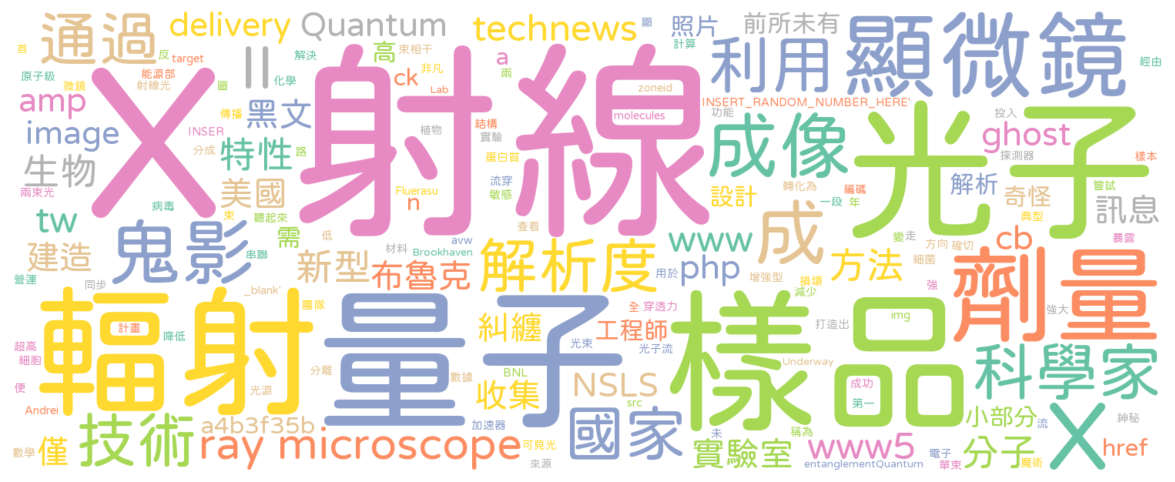 通過
delivery
Quantum
technews
顯
照片
前所未有
顯微鏡
首
微鏡
反
target
解決
束相干
高
a
兩
計算
利用
經由
原子級
能源部
射線光
圖
化學
||
ck
非凡
Lab
zoneid
X
射線
amp
傳播
黑文
植物
結構
實驗
molecules
INSERT_RANDOM_NUMBER_HERE'
功能
投入
光子
image
INSER
分成
特性
路
蛋白質
成像
ghost
探測器
樣本
生物
兩束光
美國
Fluerasu
n
流穿
敏感
設計
轉化為
一段
編碼
年
解析
奇怪
嘗試
典型
訊息
tw
病毒
束
聽起來
需
低
查看
www
成
愛
走
方向
確切
cb
暴露
鬼影
串聯
材料
avw
Brookhaven
建造
新型
布魯克
解析度
用於
php
增強型
損壞
減少
方法
細菌
強
劑量
強大
營運
同步
_blank'
團隊
全
穿透力
輻射
計畫
降低
量子
糾纏
工程師
打造出
img
樣品
超高
細胞
光源
分離
數據
BNL
光束
光子流
Underway
成功
科學家
便
收集
NSLS
src
第一
小部分
流
神秘
X
Andrei
技術
a4b3f35b
加速器
國家
未
稱為
href
數學
僅
ray microscope
可見光
來源
實驗室
www5
entanglementQuantum
電子
單束
分子
魔術